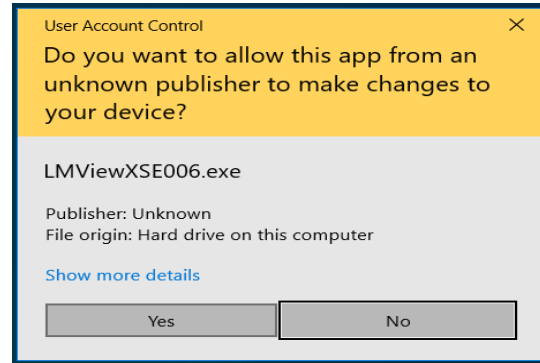 User Account Control
Do you want to allow this app from an
unknown publisher to make changes to
your device?
LMViewXSE006.exe
Publisher: Unknown
File origin: Hard drive on this computer
Show more details
Yes
No